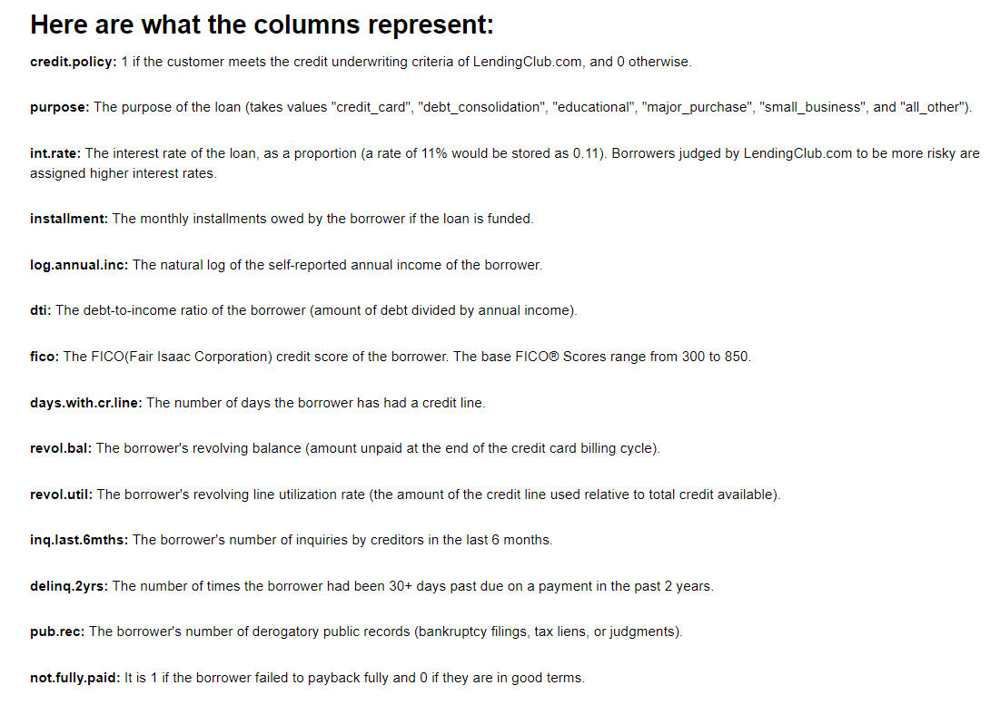 Here are what the columns represent:
credit.policy: 1 if the customer meets the credit underwriting criteria of LendingClub.com, and 0 otherwise.
purpose: The purpose of the loan (takes values "credit_card", "debt_consolidation", "educational", "major_purchase", "small_business", and "all_other").
int.rate: The interest rate of the loan, as a proportion (a rate of 11% would be stored as 0.11). Borrowers judged by LendingClub.com to be more risky are
assigned higher interest rates.
installment: The monthly installments owed by the borrower if the loan is funded.
log.annual.inc: The natural log of the self-reported annual income of the borrower.
dti: The debt-to-income ratio of the borrower (amount of debt divided by annual income).
fico: The FICO(Fair Isaac Corporation) credit score of the borrower. The base FICO® Scores range from 300 to 850.
days.with.cr.line: The number of days the borrower has had a credit line.
revol.bal: The borrower's revolving balance (amount unpaid at the end of the credit card billing cycle).
revol.util: The borrower's revolving line utilization rate (the amount of the credit line used relative to total credit available).
inq.last.6mths: The borrower's number of inquiries by creditors in the last 6 months.
delinq.2yrs: The number of times the borrower had been 30+ days past due on a payment in the past 2 years.
pub.rec: The borrower's number of derogatory public records (bankruptcy filings, tax liens, or judgments).
not.fully.paid: It is 1 if the borrower failed to payback fully and 0 if they are in good terms.